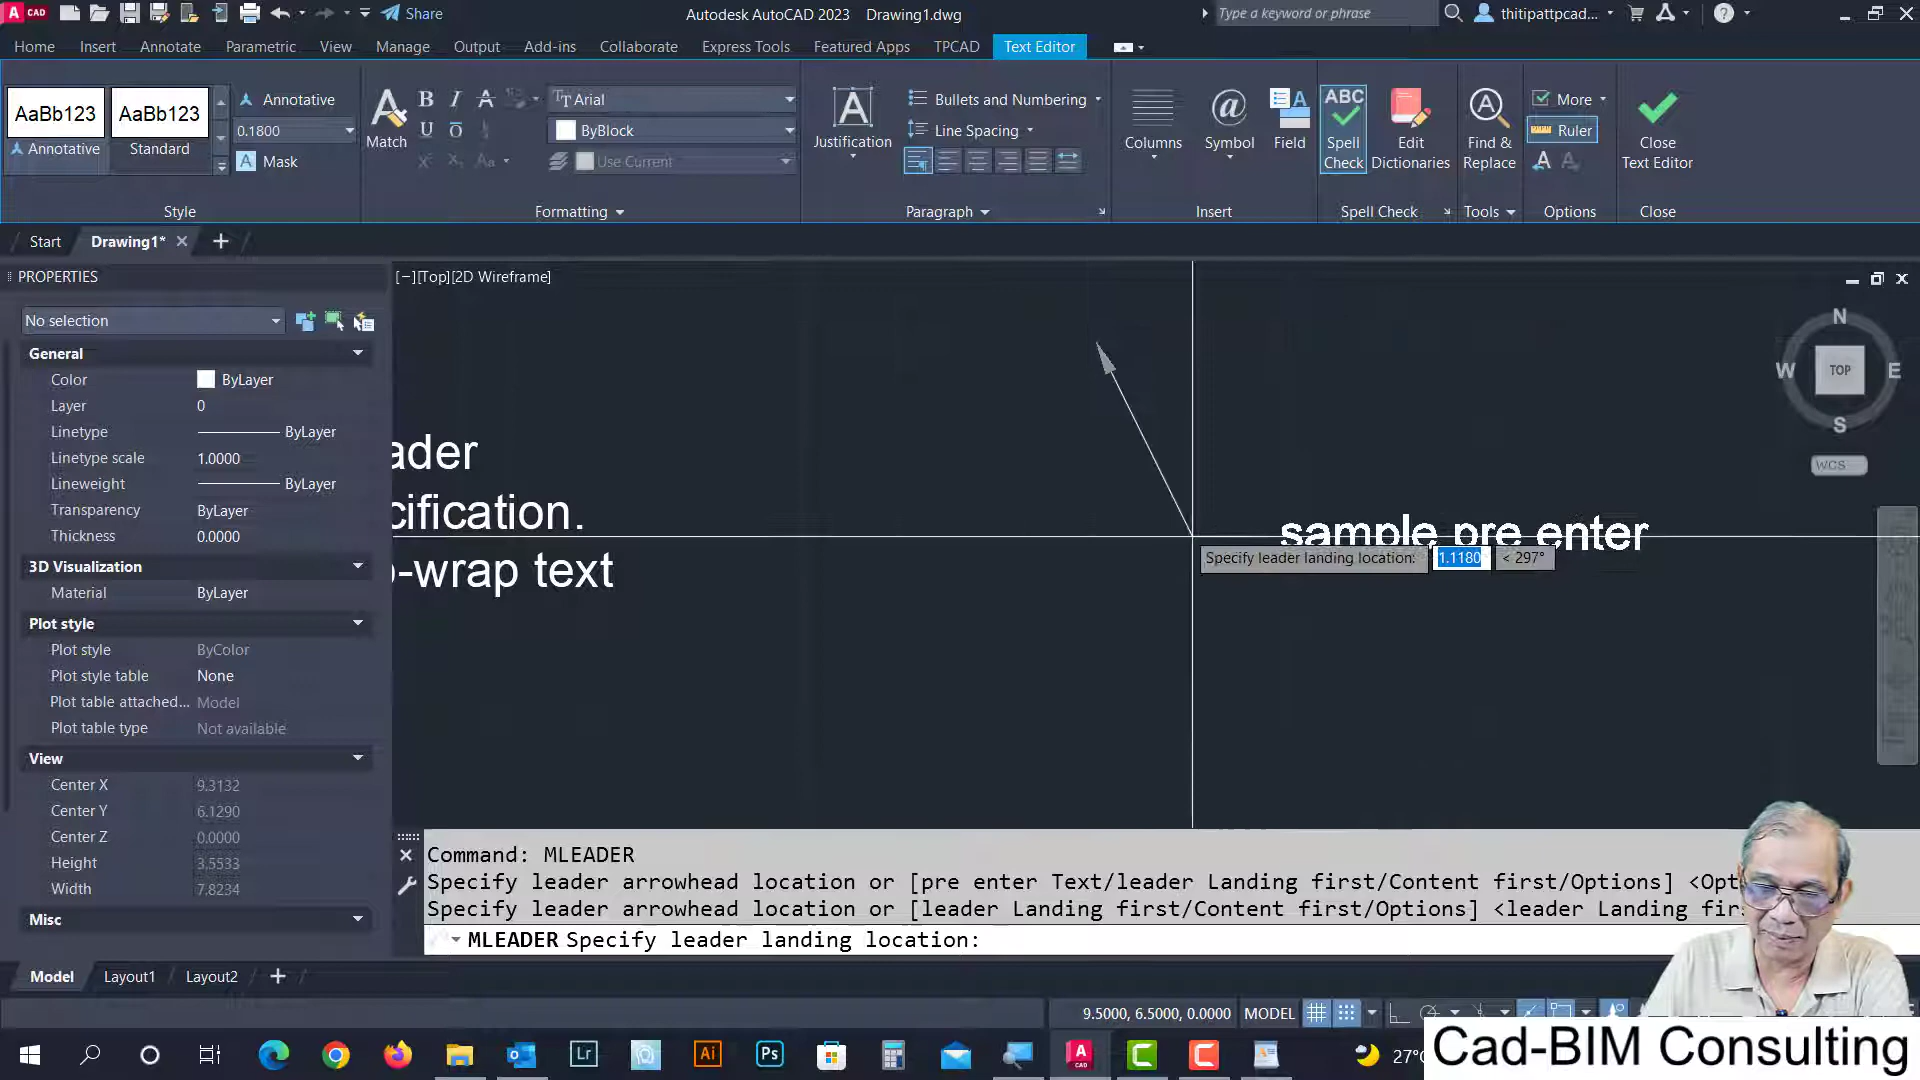 A CAD Share Autodesk AutoCAD 2023 Drawing1.dwg Type a keyword or phrase thitipattpcad...
Home Insert Annotate Parametric View Manage Output Add-ins Collaborate Express Tools Featured Apps TPCAD Text Editor
AaBb123 AaBb123 Annotative
Annotative Standard 0.1800
Mask
Style
Match
B I A
U O
Arial
ByBlock
Use Current
Formatting
Justification
Bullets and Numbering
Line Spacing
Paragraph
Columns Symbol Field
Insert
ABC
Spell Check
Edit Dictionaries
Spell Check
Find & Replace
Tools
More
Ruler
Options
Close Text Editor
Close
Start Drawing1*
PROPERTIES
No selection
General
Color ByLayer
Layer 0
Linetype ByLayer
Linetype scale 1.0000
Lineweight ByLayer
Transparency ByLayer
Thickness 0.0000
3D Visualization
Material ByLayer
Plot style
Plot style ByColor
Plot style table None
Plot table attached... Model
Plot table type Not available
View
Center X 9.3132
Center Y 6.1290
Center Z 0.0000
Height 3.5533
Width 7.8234
Misc
[−][Top][2D Wireframe]
ader
cification.
o-wrap text
sample pre enter
Specify leader landing location: 1.1180 < 297°
N
W TOP E
S
WCS
Command: MLEADER
Specify leader arrowhead location or [pre enter Text/leader Landing first/Content first/Options] <Opt
Specify leader arrowhead location or [leader Landing first/Content first/Options] <leader Landing fir
MLEADER Specify leader landing location:
Model Layout1 Layout2
9.5000, 6.5000, 0.0000 MODEL
Lr Ai Ps A CAD 27°
Cad-BIM Consulting